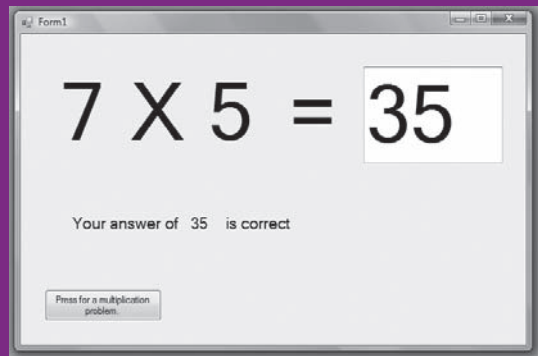 Form1
7 X 5 = 35
Your answer of 35 is correct
Press for a multiplication
problem.